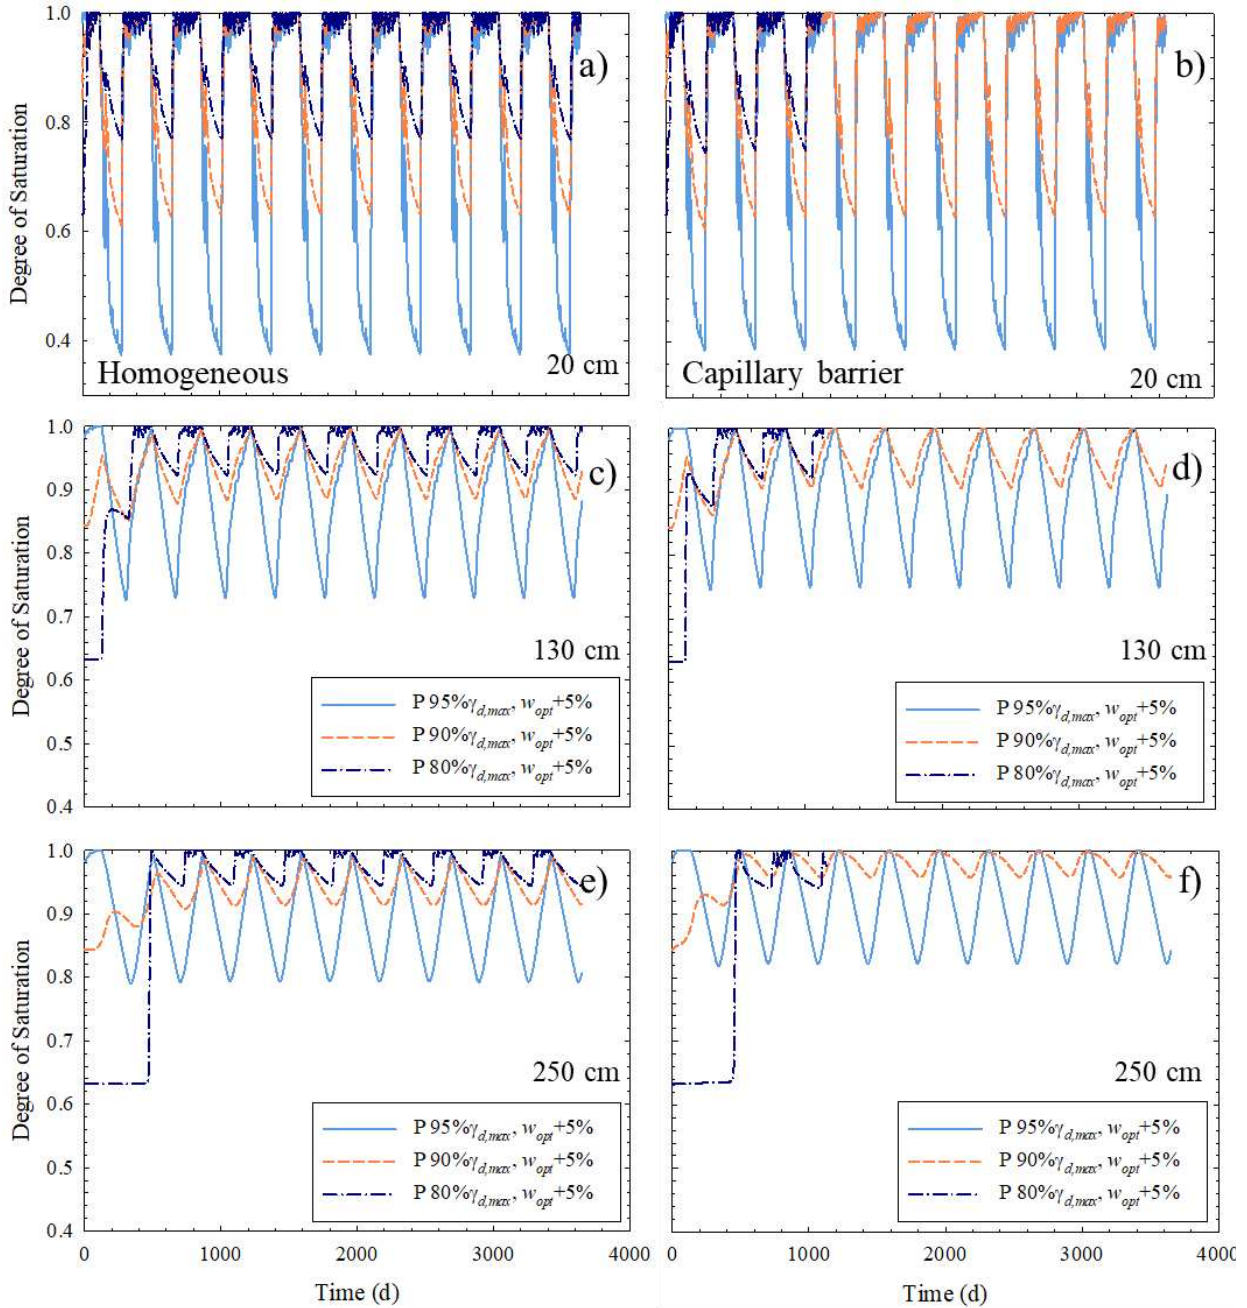 1.0
a)
0.8
0.6
0.4
Degree of Saturation
Homogeneous
20 cm
b)
Capillary barrier
20 cm
1.0
c)
0.9
0.8
0.7
0.6
0.5
0.4
Degree of Saturation
130 cm
P 95%γd,max, wopt+5%
P 90%γd,max, wopt+5%
P 80%γd,max, wopt+5%
d)
130 cm
P 95%γd,max, wopt+5%
P 90%γd,max, wopt+5%
P 80%γd,max, wopt+5%
1.0
e)
0.9
0.8
0.7
0.6
0.5
0.4
Degree of Saturation
250 cm
P 95%γd,max, wopt+5%
P 90%γd,max, wopt+5%
P 80%γd,max, wopt+5%
0 1000 2000 3000 4000
Time (d)
f)
250 cm
P 95%γd,max, wopt+5%
P 90%γd,max, wopt+5%
P 80%γd,max, wopt+5%
0 1000 2000 3000 4000
Time (d)